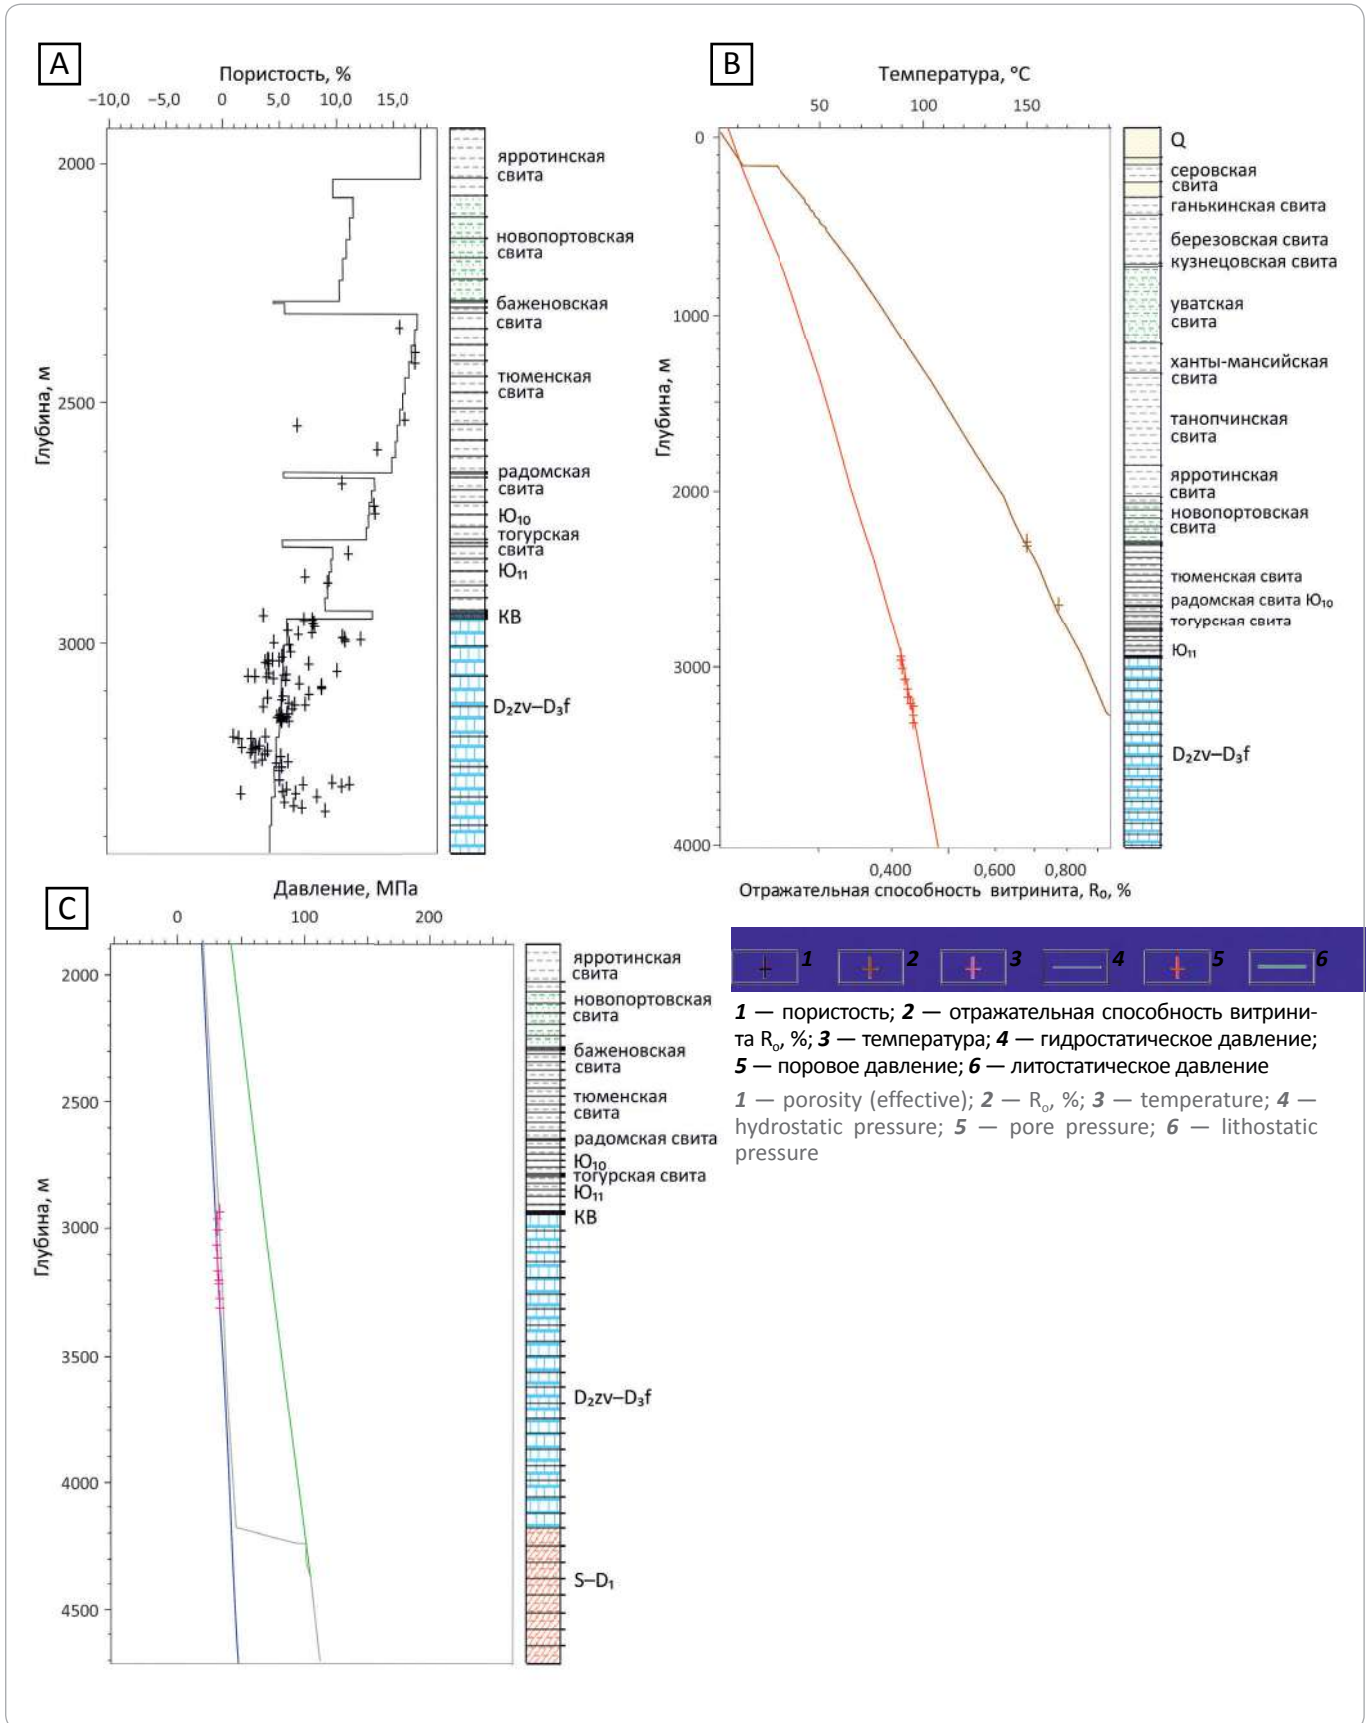 A
Пористость, %
–10,0 –5,0 0 5,0 10,0 15,0
Глубина, м
2000
2500
3000
ярротинская
свита
новопортовская
свита
баженовская
свита
тюменская
свита
радомская
свита
Ю₁₀
тогурская
свита
Ю₁₁
КВ
D₂zv–D₃f
B
Температура, °C
50 100 150
Глубина, м
0
1000
2000
3000
4000
0,400 0,600 0,800
Отражательная способность витринита, R₀, %
Q
серовская
свита
ганькинская свита
березовская свита
кузнецовская свита
уватская
свита
ханты-мансийская
свита
танопчинская
свита
ярротинская
свита
новопортовская
свита
тюменская свита
радомская свита Ю₁₀
тогурская свита
Ю₁₁
D₂zv–D₃f
C
Давление, МПа
0 100 200
Глубина, м
2000
2500
3000
3500
4000
4500
ярротинская
свита
новопортовская
свита
баженовская
свита
тюменская
свита
радомская свита
Ю₁₀
тогурская свита
Ю₁₁
КВ
D₂zv–D₃f
S–D₁
1 2 3 4 5 6
1 — пористость; 2 — отражательная способность витрини-
та Rₒ, %; 3 — температура; 4 — гидростатическое давление;
5 — поровое давление; 6 — литостатическое давление
1 — porosity (effective); 2 — Rₒ, %; 3 — temperature; 4 —
hydrostatic pressure; 5 — pore pressure; 6 — lithostatic
pressure